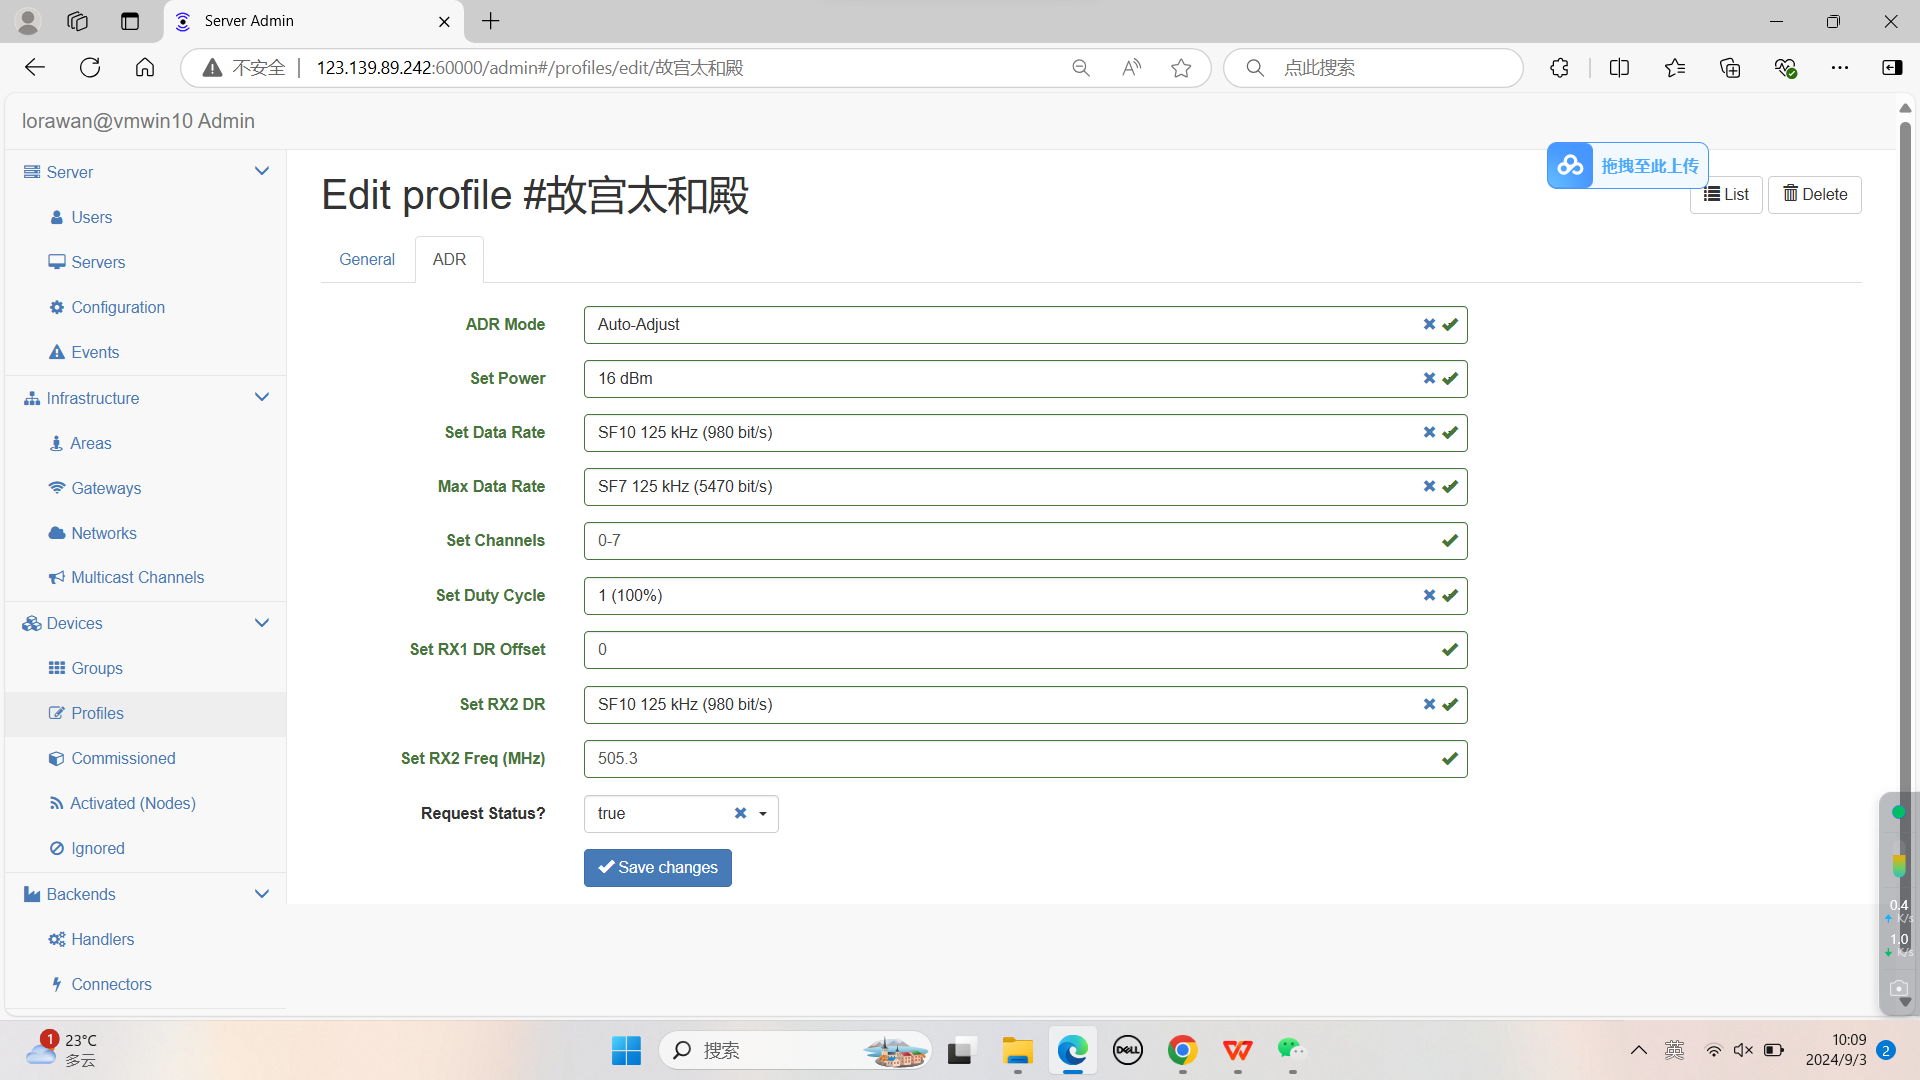 Server Admin
不安全 123.139.89.242:60000/admin#/profiles/edit/故宫太和殿
点此搜索
lorawan@vmwin10 Admin
Server
Users
Servers
Configuration
Events
Infrastructure
Areas
Gateways
Networks
Multicast Channels
Devices
Groups
Profiles
Commissioned
Activated (Nodes)
Ignored
Backends
Handlers
Connectors
拖拽至此上传
Edit profile #故宫太和殿
List
Delete
General
ADR
ADR Mode Auto-Adjust
Set Power 16 dBm
Set Data Rate SF10 125 kHz (980 bit/s)
Max Data Rate SF7 125 kHz (5470 bit/s)
Set Channels 0-7
Set Duty Cycle 1 (100%)
Set RX1 DR Offset 0
Set RX2 DR SF10 125 kHz (980 bit/s)
Set RX2 Freq (MHz) 505.3
Request Status? true
Save changes
0.4
K/s
1.0
K/s
1
23°C
多云
搜索
DELL
英
10:09
2024/9/3
2